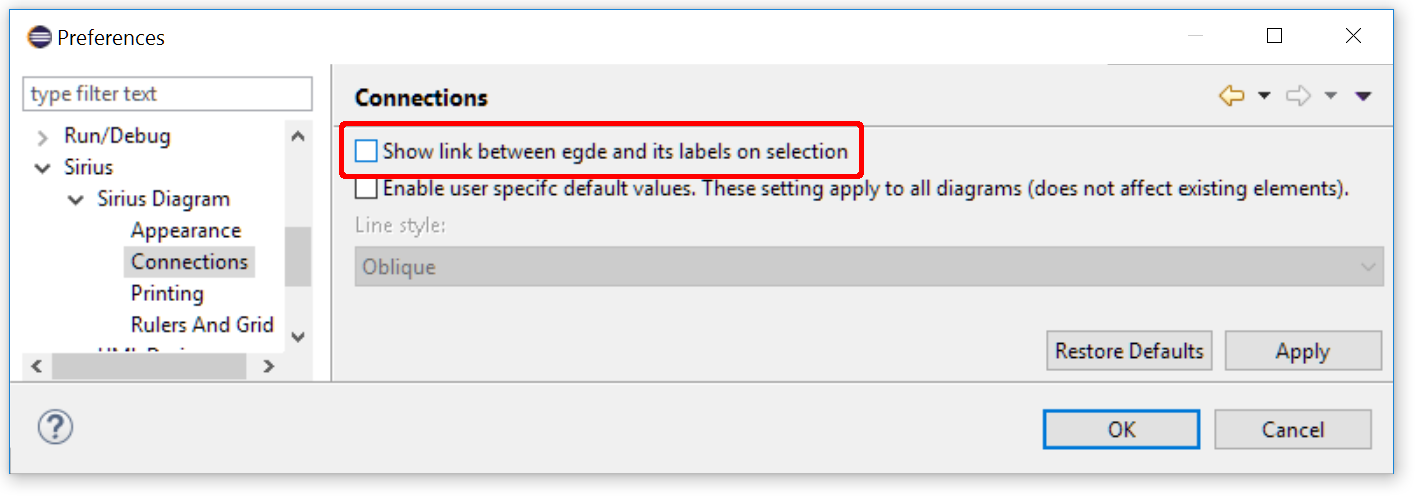 Preferences
type filter text
Run/Debug
Sirius
Sirius Diagram
Appearance
Connections
Printing
Rulers And Grid
Connections
Show link between egde and its labels on selection
Enable user specifc default values. These setting apply to all diagrams (does not affect existing elements).
Line style:
Oblique
Restore Defaults
Apply
?
OK
Cancel